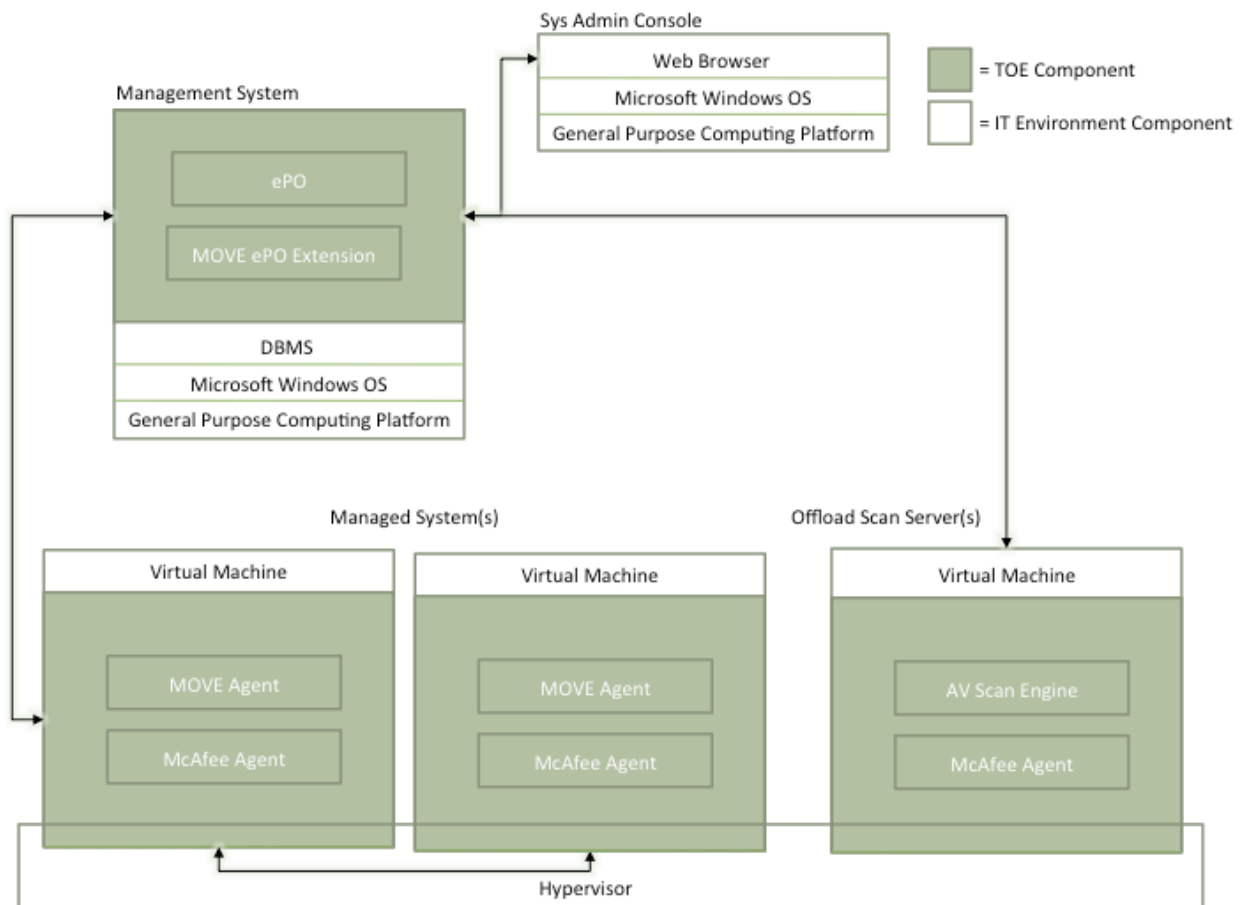 Sys Admin Console
Web Browser
Microsoft Windows OS
General Purpose Computing Platform
= TOE Component
= IT Environment Component
Management System
ePO
MOVE ePO Extension
DBMS
Microsoft Windows OS
General Purpose Computing Platform
Managed System(s)
Offload Scan Server(s)
Virtual Machine
MOVE Agent
McAfee Agent
Virtual Machine
MOVE Agent
McAfee Agent
Virtual Machine
AV Scan Engine
McAfee Agent
Hypervisor